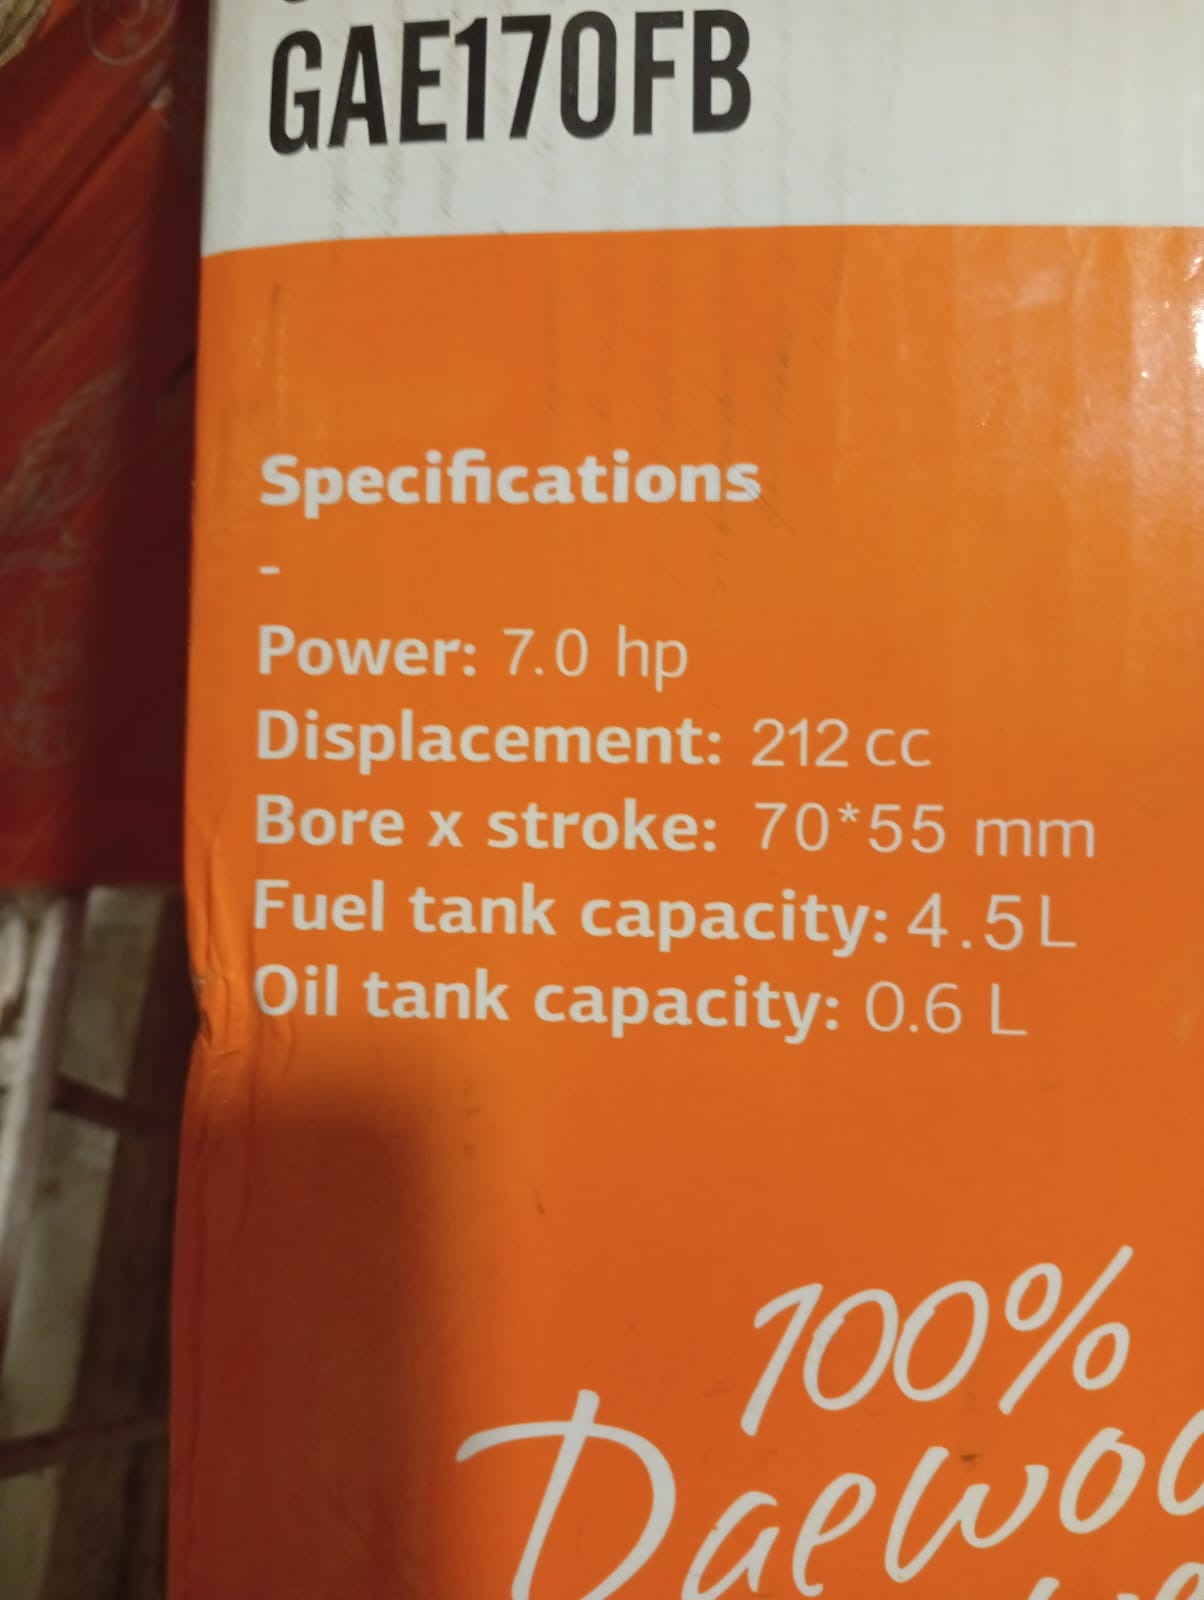 GAE170FB
Specifications
-
Power: 7.0 hp
Displacement: 212 cc
Bore x stroke: 70*55 mm
Fuel tank capacity: 4.5L
Oil tank capacity: 0.6 L
100%
Daewoo